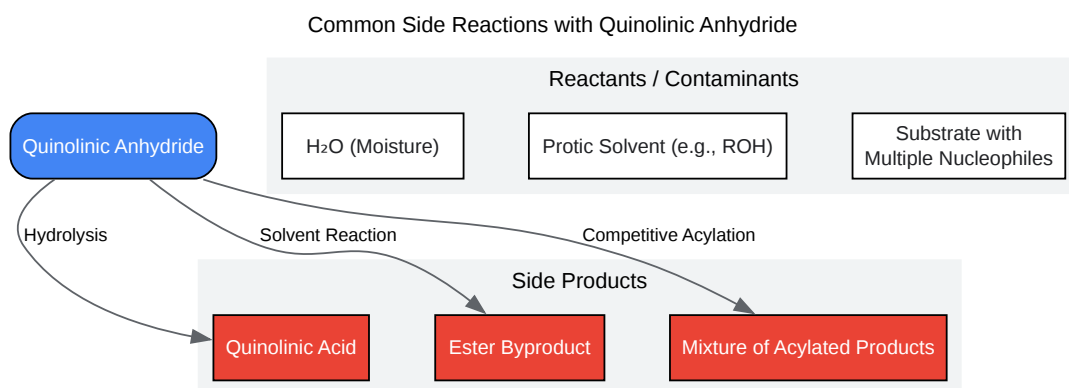 Common Side Reactions with Quinolinic Anhydride
Reactants / Contaminants
Quinolinic Anhydride
H₂O (Moisture)
Protic Solvent (e.g., ROH)
Substrate with
Multiple Nucleophiles
Hydrolysis
Solvent Reaction
Competitive Acylation
Side Products
Quinolinic Acid
Ester Byproduct
Mixture of Acylated Products